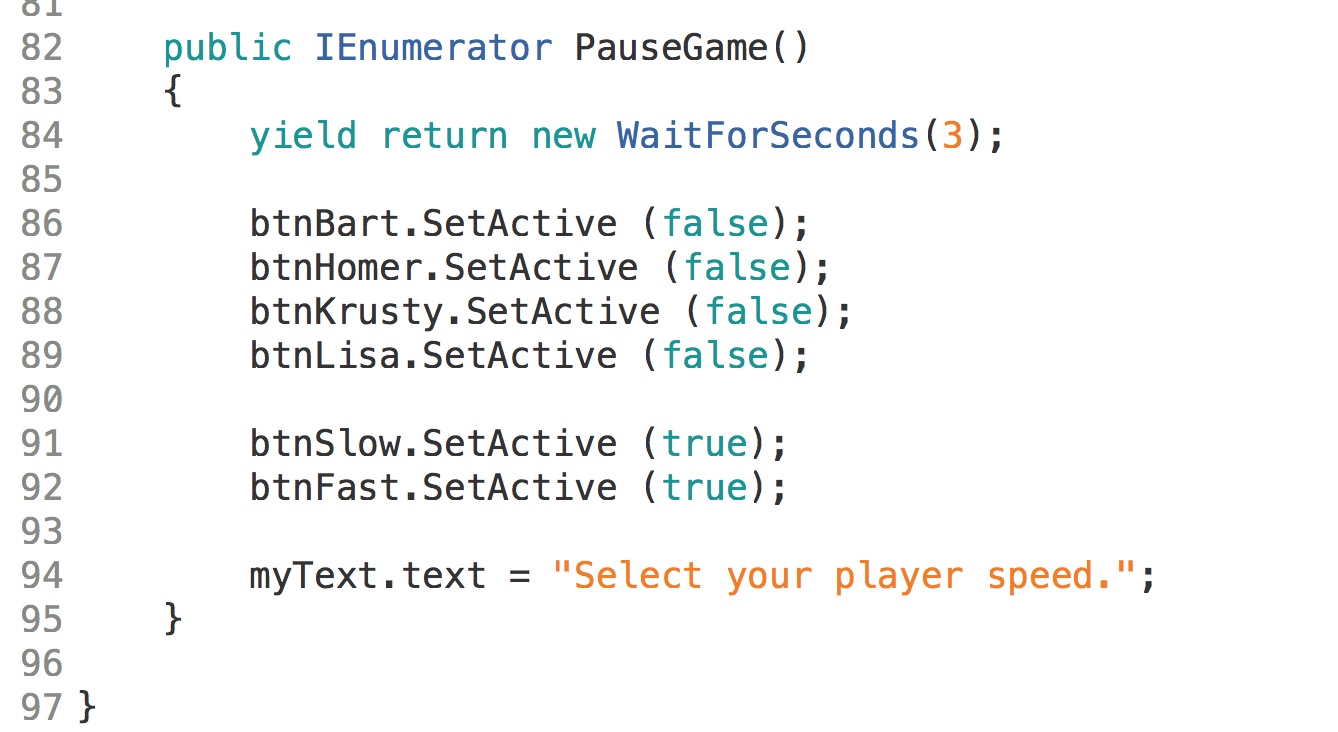 81
82 public IEnumerator PauseGame()
83 {
84 yield return new WaitForSeconds(3);
85
86 btnBart.SetActive (false);
87 btnHomer.SetActive (false);
88 btnKrusty.SetActive (false);
89 btnLisa.SetActive (false);
90
91 btnSlow.SetActive (true);
92 btnFast.SetActive (true);
93
94 myText.text = "Select your player speed.";
95 }
96
97 }